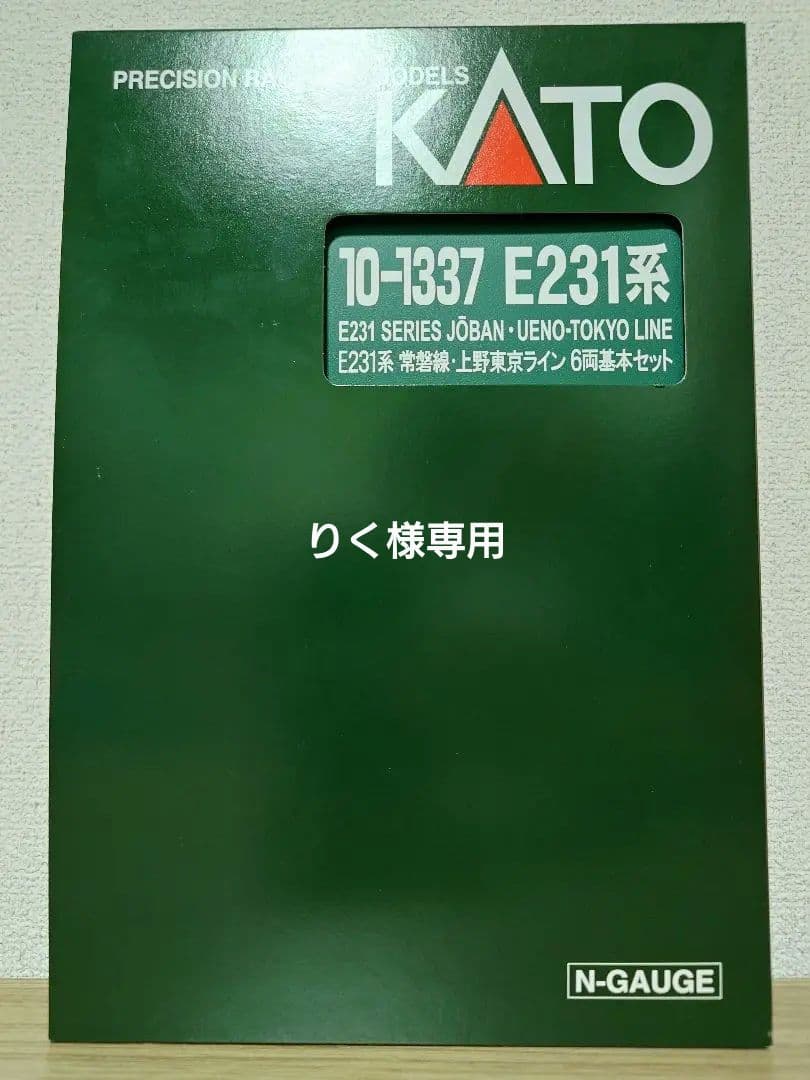 PRECISION RA MODELS
KATO
10-1337 E231系
E231 SERIES JŌBAN・UENO-TOKYO LINE
E231系 常磐線・上野東京ライン 6両基本セット
りく様専用
N-GAUGE